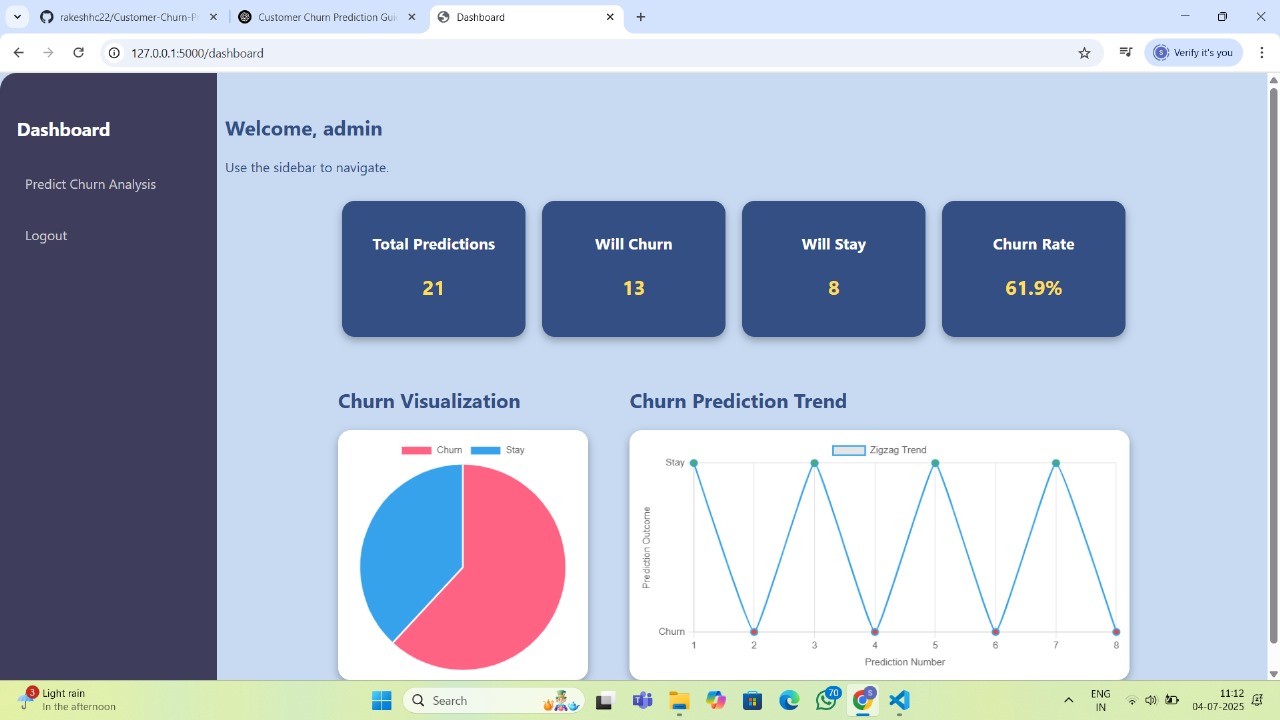 rakeshhc22/Customer-Churn-P
Customer Churn Prediction Gui
Dashboard
127.0.0.1:5000/dashboard
Verify it's you
Dashboard
Predict Churn Analysis
Logout
Welcome, admin
Use the sidebar to navigate.
Total Predictions
21
Will Churn
13
Will Stay
8
Churn Rate
61.9%
Churn Visualization
Churn Stay
Churn Prediction Trend
Zigzag Trend
Stay
Prediction Outcome
Churn
1 2 3 4 5 6 7 8
Prediction Number
3
Light rain
In the afternoon
Search
70
S
ENG
IN
11:12
04-07-2025